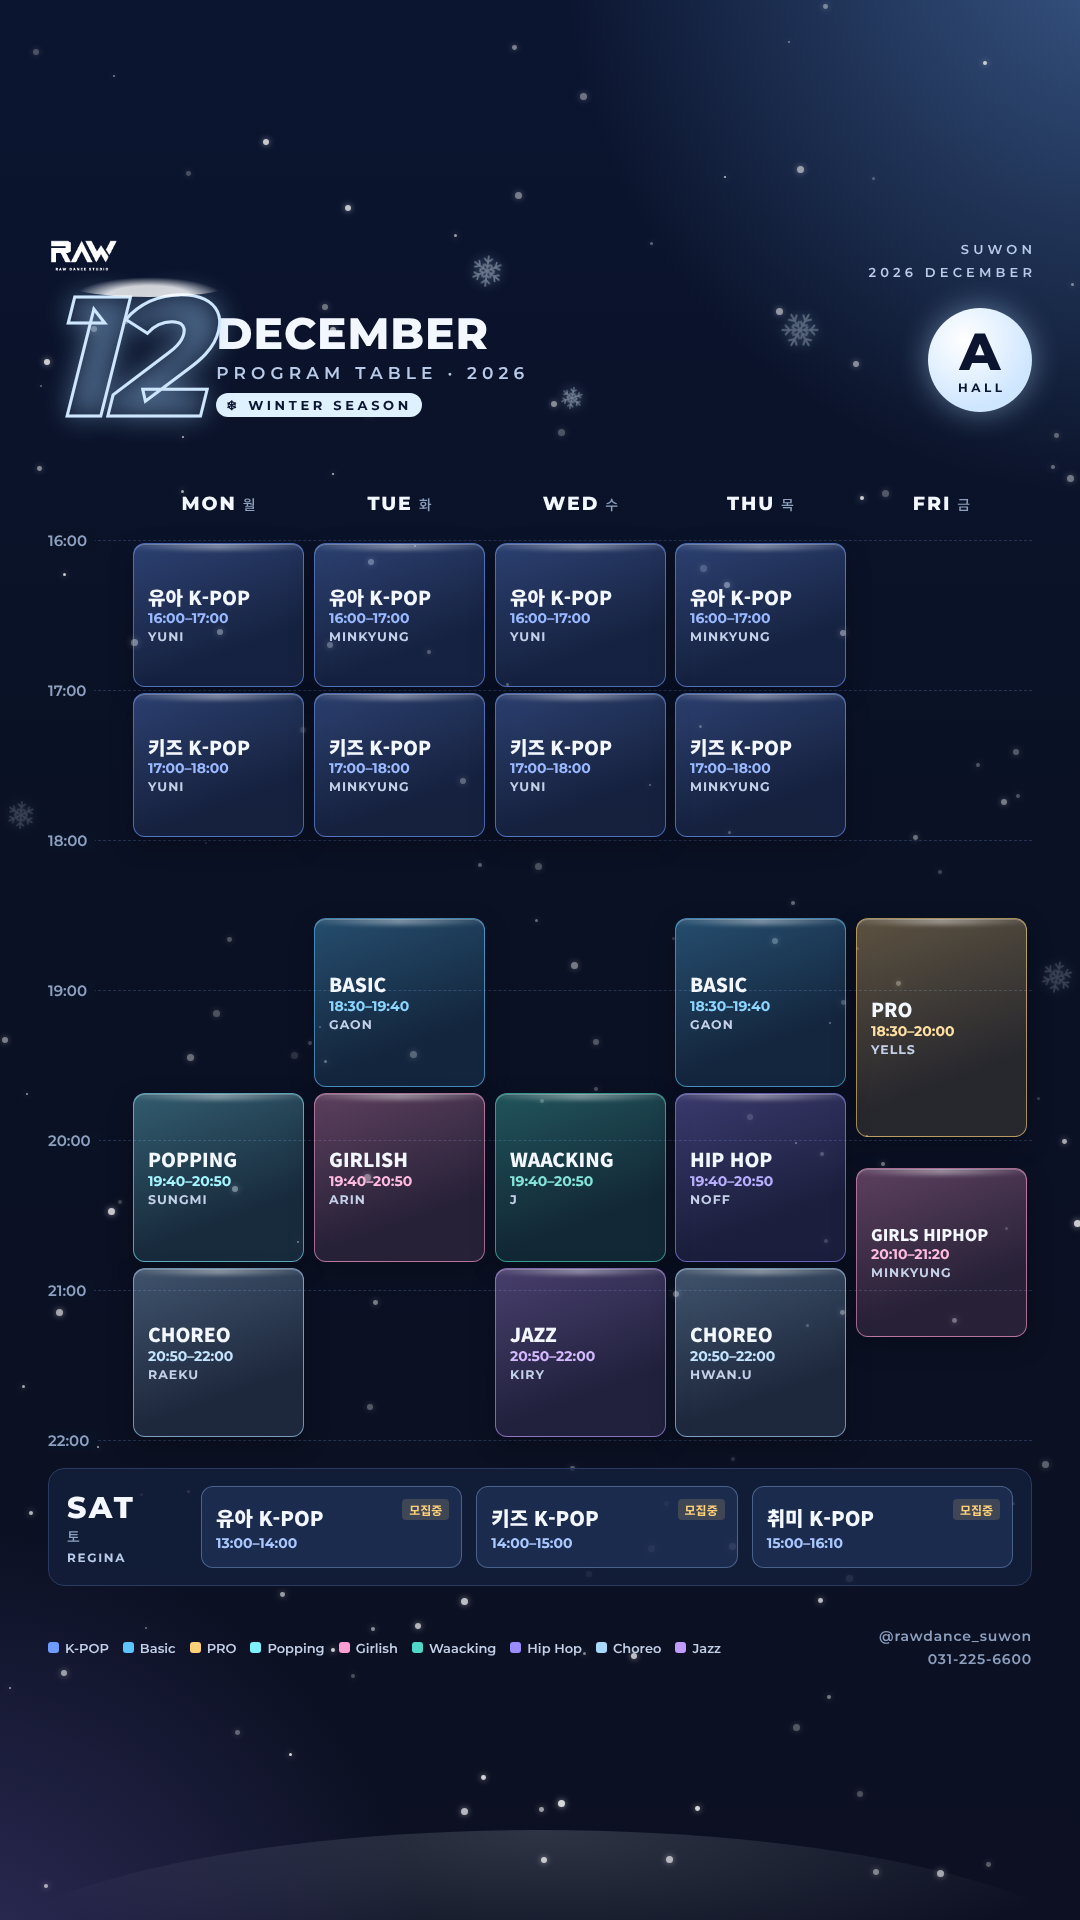 RAW
RAW DANCE STUDIO
SUWON
2026 DECEMBER
12
DECEMBER
PROGRAM TABLE · 2026
❄ WINTER SEASON
A
HALL
MON 월
TUE 화
WED 수
THU 목
FRI 금
16:00
유아 K-POP
16:00–17:00
YUNI
유아 K-POP
16:00–17:00
MINKYUNG
유아 K-POP
16:00–17:00
YUNI
유아 K-POP
16:00–17:00
MINKYUNG
17:00
키즈 K-POP
17:00–18:00
YUNI
키즈 K-POP
17:00–18:00
MINKYUNG
키즈 K-POP
17:00–18:00
YUNI
키즈 K-POP
17:00–18:00
MINKYUNG
18:00
BASIC
18:30–19:40
GAON
BASIC
18:30–19:40
GAON
PRO
18:30–20:00
YELLS
19:00
POPPING
19:40–20:50
SUNGMI
GIRLISH
19:40–20:50
ARIN
WAACKING
19:40–20:50
J
HIP HOP
19:40–20:50
NOFF
20:00
GIRLS HIPHOP
20:10–21:20
MINKYUNG
21:00
CHOREO
20:50–22:00
RAEKU
JAZZ
20:50–22:00
KIRY
CHOREO
20:50–22:00
HWAN.U
22:00
SAT
토
REGINA
유아 K-POP
모집중
13:00–14:00
키즈 K-POP
모집중
14:00–15:00
취미 K-POP
모집중
15:00–16:10
K-POP
Basic
PRO
Popping
Girlish
Waacking
Hip Hop
Choreo
Jazz
@rawdance_suwon
031-225-6600